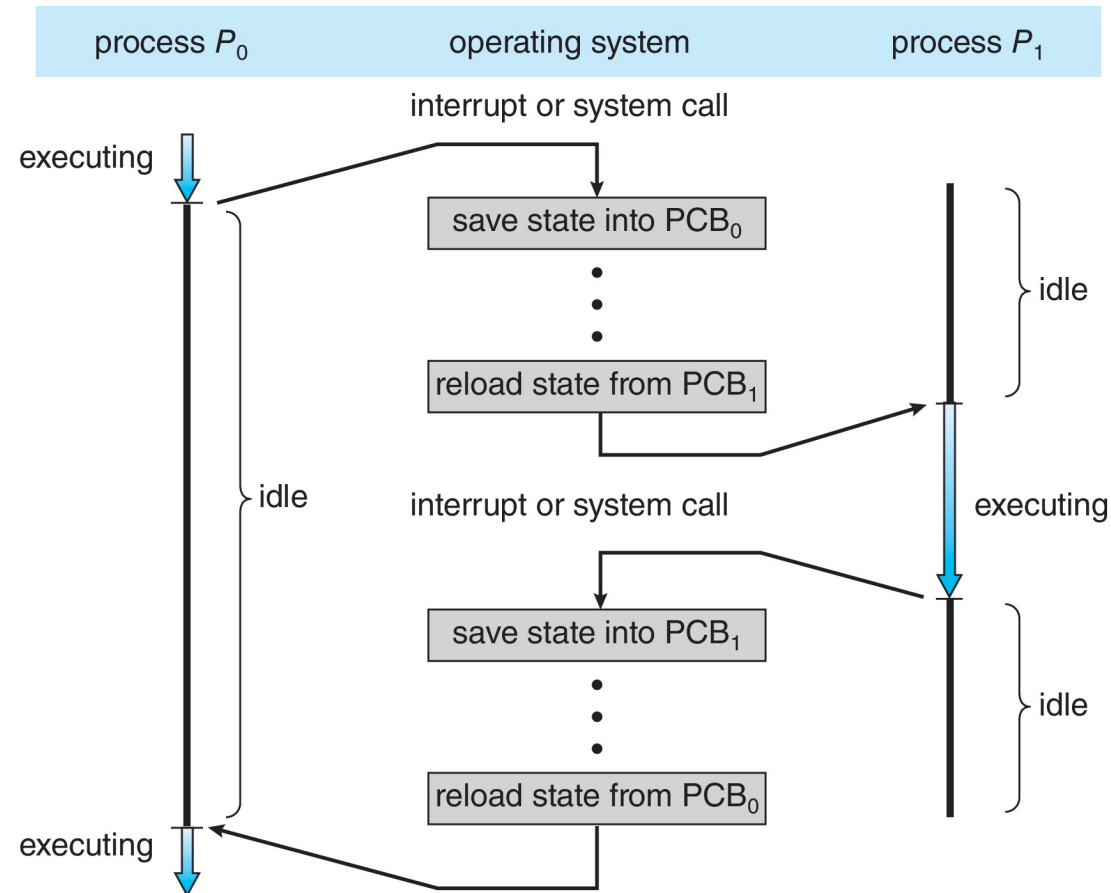 process P₀ operating system process P₁
interrupt or system call
executing
save state into PCB₀
idle
reload state from PCB₁
idle
interrupt or system call
executing
save state into PCB₁
idle
reload state from PCB₀
executing